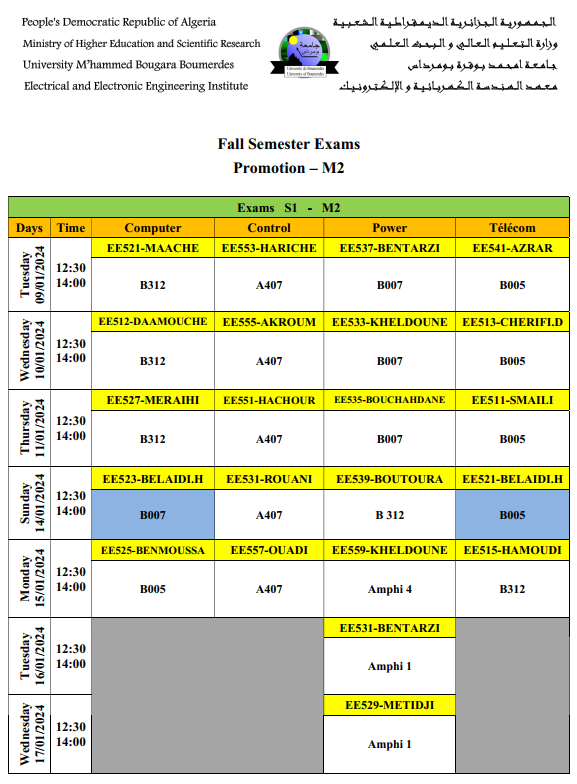 People's Democratic Republic of Algeria
الجمهورية الجزائرية الديمقراطية الشعبية
Ministry of Higher Education and Scientific Research
وزارة التعليم العالي و البحث العلمي
University M'hammed Bougara Boumerdes
جامعة امحمد بوقرة بومرداس
Electrical and Electronic Engineering Institute
معهد الهندسة الكهربائية و الإلكترونيك
جامعة
Université de Boumerdes
University of Boumerdes
Fall Semester Exams
Promotion – M2
Exams S1 - M2
Days Time Computer Control Power Télécom
Tuesday 09/01/2024 12:30 14:00
EE521-MAACHE EE553-HARICHE EE537-BENTARZI EE541-AZRAR
B312 A407 B007 B005
Wednesday 10/01/2024 12:30 14:00
EE512-DAAMOUCHE EE555-AKROUM EE533-KHELDOUNE EE513-CHERIFI.D
B312 A407 B007 B005
Thursday 11/01/2024 12:30 14:00
EE527-MERAIHI EE551-HACHOUR EE535-BOUCHAHDANE EE511-SMAILI
B312 A407 B007 B005
Sunday 14/01/2024 12:30 14:00
EE523-BELAIDI.H EE531-ROUANI EE539-BOUTOURA EE521-BELAIDI.H
B007 A407 B 312 B005
Monday 15/01/2024 12:30 14:00
EE525-BENMOUSSA EE557-OUADI EE559-KHELDOUNE EE515-HAMOUDI
B005 A407 Amphi 4 B312
Tuesday 16/01/2024 12:30 14:00
EE531-BENTARZI
Amphi 1
Wednesday 17/01/2024 12:30 14:00
EE529-METIDJI
Amphi 1